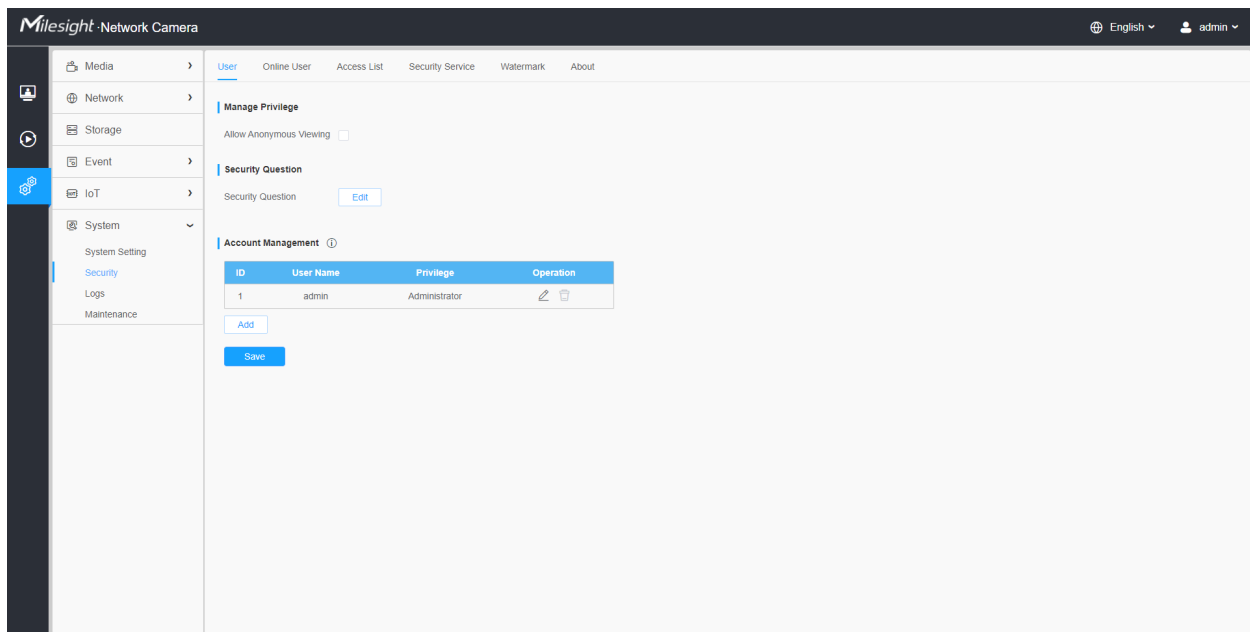 Milesight · Network Camera
English
admin
Media
Network
Storage
Event
IoT
System
System Setting
Security
Logs
Maintenance
User Online User Access List Security Service Watermark About
Manage Privilege
Allow Anonymous Viewing
Security Question
Security Question Edit
Account Management
ID User Name Privilege Operation
1 admin Administrator
Add
Save